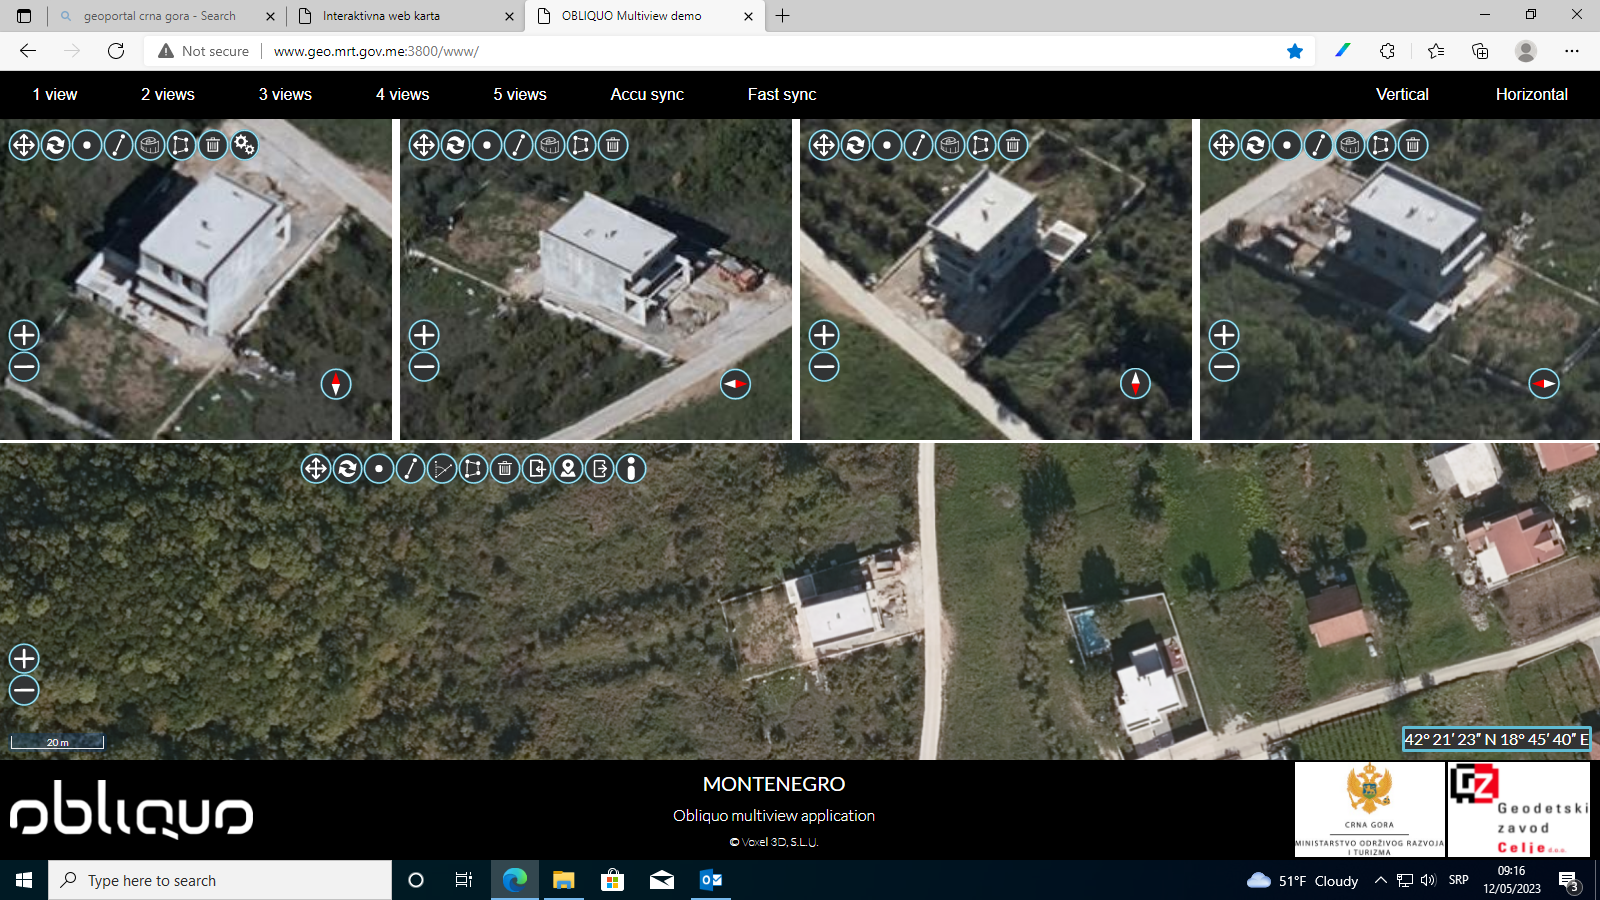 geoportal crna gora - Search
Interaktivna web karta
OBLIQUO Multiview demo
Not secure
www.geo.mrt.gov.me:3800/www/
1 view
2 views
3 views
4 views
5 views
Accu sync
Fast sync
Vertical
Horizontal
20 m
42° 21′ 23″ N 18° 45′ 40″ E
obliquo
MONTENEGRO
Obliquo multiview application
© Voxel 3D, S.L.U.
CRNA GORA
MINISTARSTVO ODRŽIVOG RAZVOJA
I TURIZMA
GZ
Geodetski
zavod
Celje d.o.o.
Type here to search
51°F Cloudy
SRP
09:16
12/05/2023
3